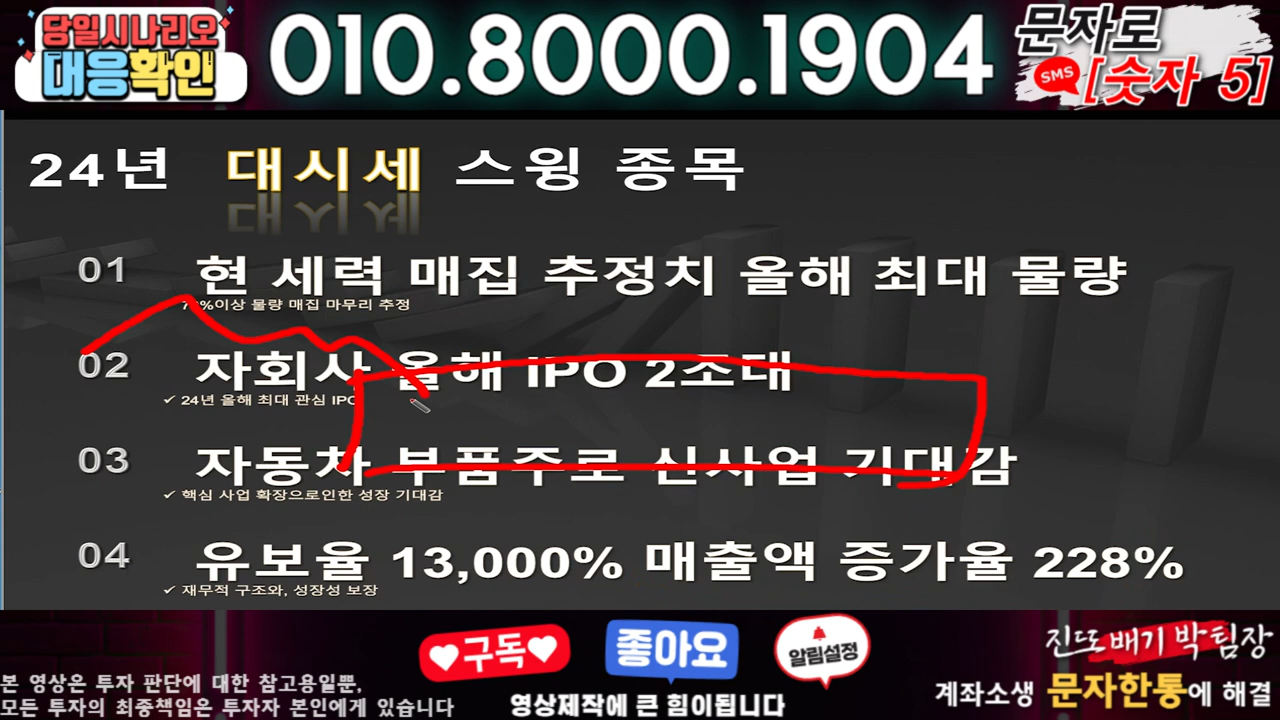 당일시나리오
대응확인
010.8000.1904
문자로
SMS [숫자 5]
24년 대시세 스윙 종목
01 현 세력 매집 추정치 올해 최대 물량
%이상 물량 매집 마무리 추정
02 자회사 올해 IPO 2조대
✓ 24년 올해 최대 관심 IPO
03 자동차 부품주로 신사업 기대감
✓ 핵심 사업 확장으로인한 성장 기대감
04 유보율 13,000% 매출액 증가율 228%
✓ 재무적 구조와, 성장성 보장
구독
좋아요
알림설정
영상제작에 큰 힘이됩니다
본 영상은 투자 판단에 대한 참고용일뿐,
모든 투자의 최종책임은 투자자 본인에게 있습니다
진또배기 박팀장
계좌소생 문자한통에 해결